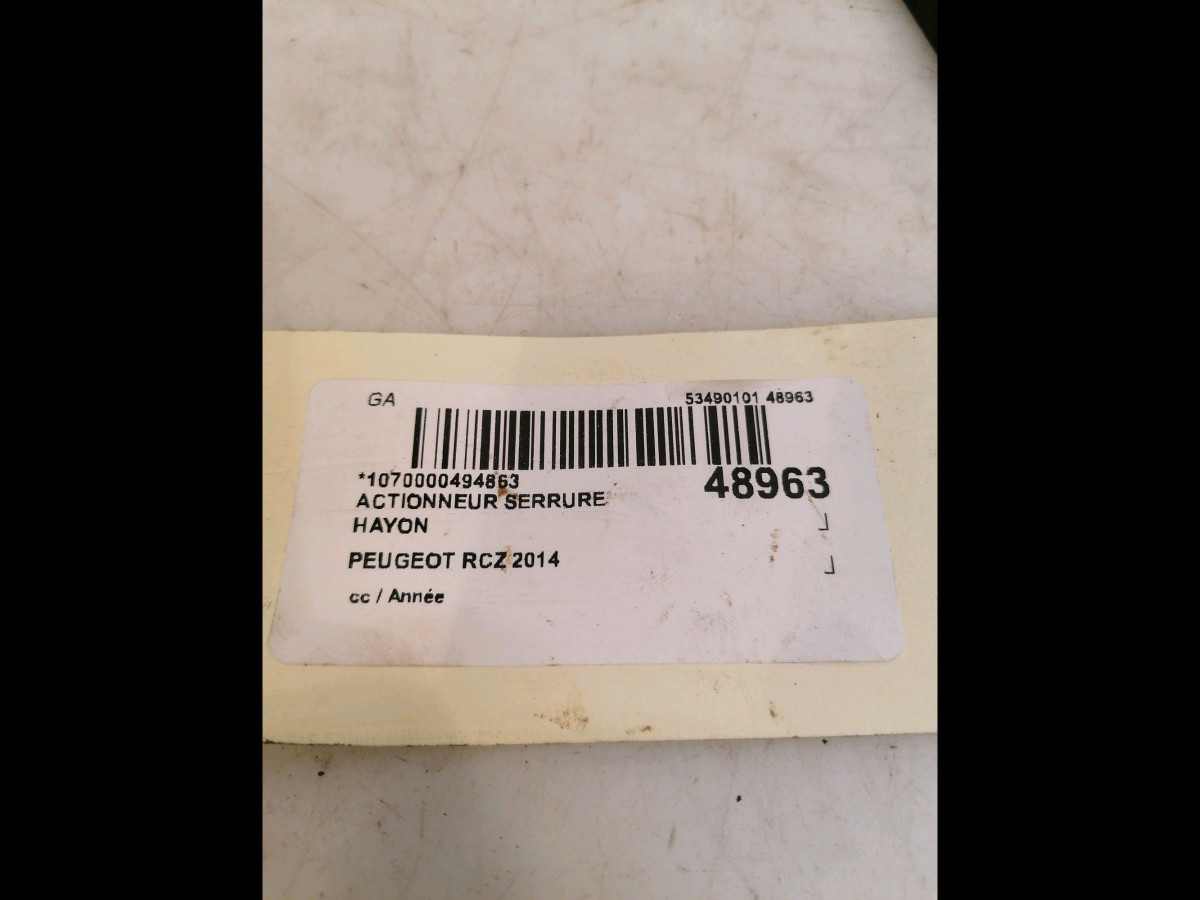 GA 53490101 48963
*1070000494863 48963
ACTIONNEUR SERRURE
HAYON
PEUGEOT RCZ 2014
cc / Année